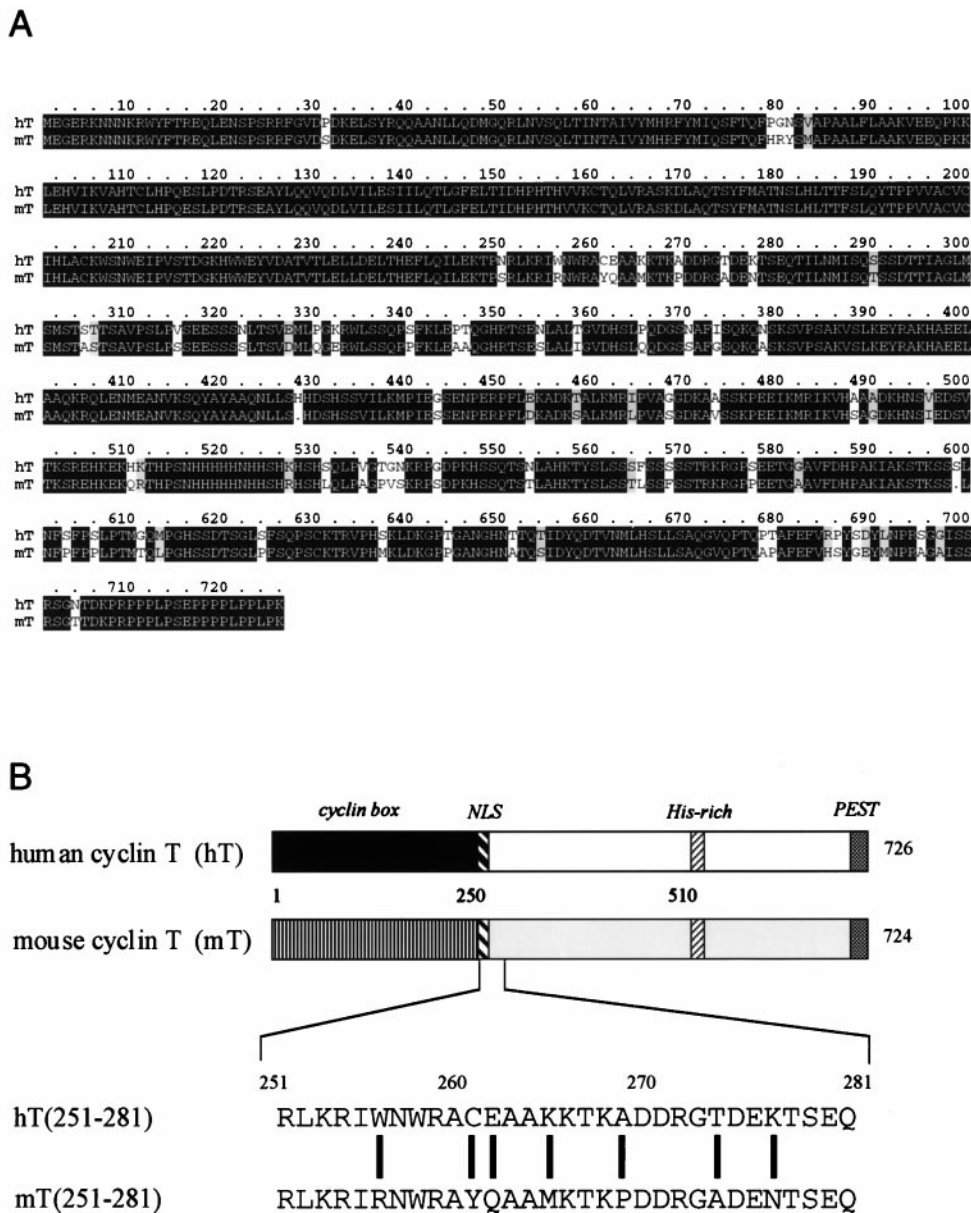 A
. . . .10 . . . .20 . . . .30 . . . .40 . . . .50 . . . .60 . . . .70 . . . .80 . . . .90 . . . .100
hT MEGERKNNNKRWYFTREQLENSPSRRFGVDPDKELSYRQQAANLLQDMGQRLNVSQLTINTAIVYMHRFYMIQSFTQFPGNSVAPAALFLAAKVEEQPKK
mT MEGERKNNNKRWYFTREQLENSPSRRFGVDSDKELSYRQQAANLLQDMGQRLNVSQLTINTAIVYMHRFYMIQSFTQFHRYSMAPAALFLAAKVEEQPKK
. . . .110 . . . .120 . . . .130 . . . .140 . . . .150 . . . .160 . . . .170 . . . .180 . . . .190 . . . .200
hT LEHVIKVAHTCLHPQESLPDTRSEAYLQQVQDLVILESIILQTLGFELTIDHPHTHVVKCTQLVRASKDLAQTSYFMATNSLHLTTFSLQYTPPVVACVC
mT LEHVIKVAHTCLHPQESLPDTRSEAYLQQVQDLVILESIILQTLGFELTIDHPHTHVVKCTQLVRASKDLAQTSYFMATNSLHLTTFSLQYTPPVVACVC
. . . .210 . . . .220 . . . .230 . . . .240 . . . .250 . . . .260 . . . .270 . . . .280 . . . .290 . . . .300
hT IHLACKWSNWEIPVSTDGKHWWEYVDATVTLELLDELTHEFLQILEKTPNRLKRIWNWRACEAAKKTKADDRGTDEKTSEQTILNMISQSSSDTTIAGLM
mT IHLACKWSNWEIPVSTDGKHWWEYVDATVTLELLDELTHEFLQILEKTPSRLKRIRNWRAYQAAMKTKPDDRGADENTSEQTILNMISQTSSDTTIAGLM
. . . .310 . . . .320 . . . .330 . . . .340 . . . .350 . . . .360 . . . .370 . . . .380 . . . .390 . . . .400
hT SMSTSTTSAVPSLPVSEESSSNLTSVEMLPGKRWLSSQPSFKLEPTQGHRTSENLALTGVDHSLPQDGSNAFISQKQNSKSVPSAKVSLKEYRAKHAEEL
mT SMSTASTSAVPSLPSSEESSSSLTSVDMLQSERWLSSQPPFKLEAAQGHRTSESLALIGVDHSLQQDGSSAFGSQKQASKSVPSAKVSLKEYRAKHAEEL
. . . .410 . . . .420 . . . .430 . . . .440 . . . .450 . . . .460 . . . .470 . . . .480 . . . .490 . . . .500
hT AAQKRQLENMEANVKSQYAYAAQNLLSHHDSHSSVILKMPIEGSENPERPFLEKADKTALKMRIPVAGGDKAASSKPEEIKMRIKVHAAADKHNSVEDSV
mT AAQKRQLENMEANVKSQYAYAAQNLLS.HDSHSSVILKMPIESSENPERPFLDKADKSALKMRLPVASGDKAVSSKPEEIKMRIKVHSAGDKHNSIEDSV
. . . .510 . . . .520 . . . .530 . . . .540 . . . .550 . . . .560 . . . .570 . . . .580 . . . .590 . . . .600
hT TKSREHKEKHKTHPSNHHHHHNHHSHKHSHSQLPVGTGNKRPGDPKHSSQTSNLAHKTYSLSSSFSSSSSTRKRGPSEETGGAVFDHPAKIAKSTKSSSL
mT TKSREHKEKQRTHPSNHHHHHNHHSHRHSHLQLPAGPVSKRPSDPKHSSQTSTLAHKTYSLSSTLSSSSSTRKRGPPEETGAAVFDHPAKIAKSTKSS.L
. . . .610 . . . .620 . . . .630 . . . .640 . . . .650 . . . .660 . . . .670 . . . .680 . . . .690 . . . .700
hT NFSFPSLPTMGQMPGHSSDTSGLSFSQPSCKTRVPHSKLDKGPTGANGHNTTQTIDYQDTVNMLHSLLSAQGVQPTQPTAFEFVRPYSDYLNPRSGGISS
mT NFPFPPLPTMTQLPGHSSDTSGLPFSQPSCKTRVPHMKLDKGPPGANGHNATQSIDYQDTVNMLHSLLSAQGVQPTQAPAFEFVHSYGEYMNPRAGAISS
. . . .710 . . . .720 . . .
hT RSGNTDKPRPPPLPSEPPPPLPPLPK
mT RSGTTDKPRPPPLPSEPPPPLPPLPK
B
cyclin box NLS His-rich PEST
human cyclin T (hT) 726
1 250 510
mouse cyclin T (mT) 724
251 260 270 281
hT(251-281) RLKRIWNWRACEAAKKTKADDRGTDEKTSEQ
mT(251-281) RLKRIRNWRAYQAAMKTKPDDRGADENTSEQ